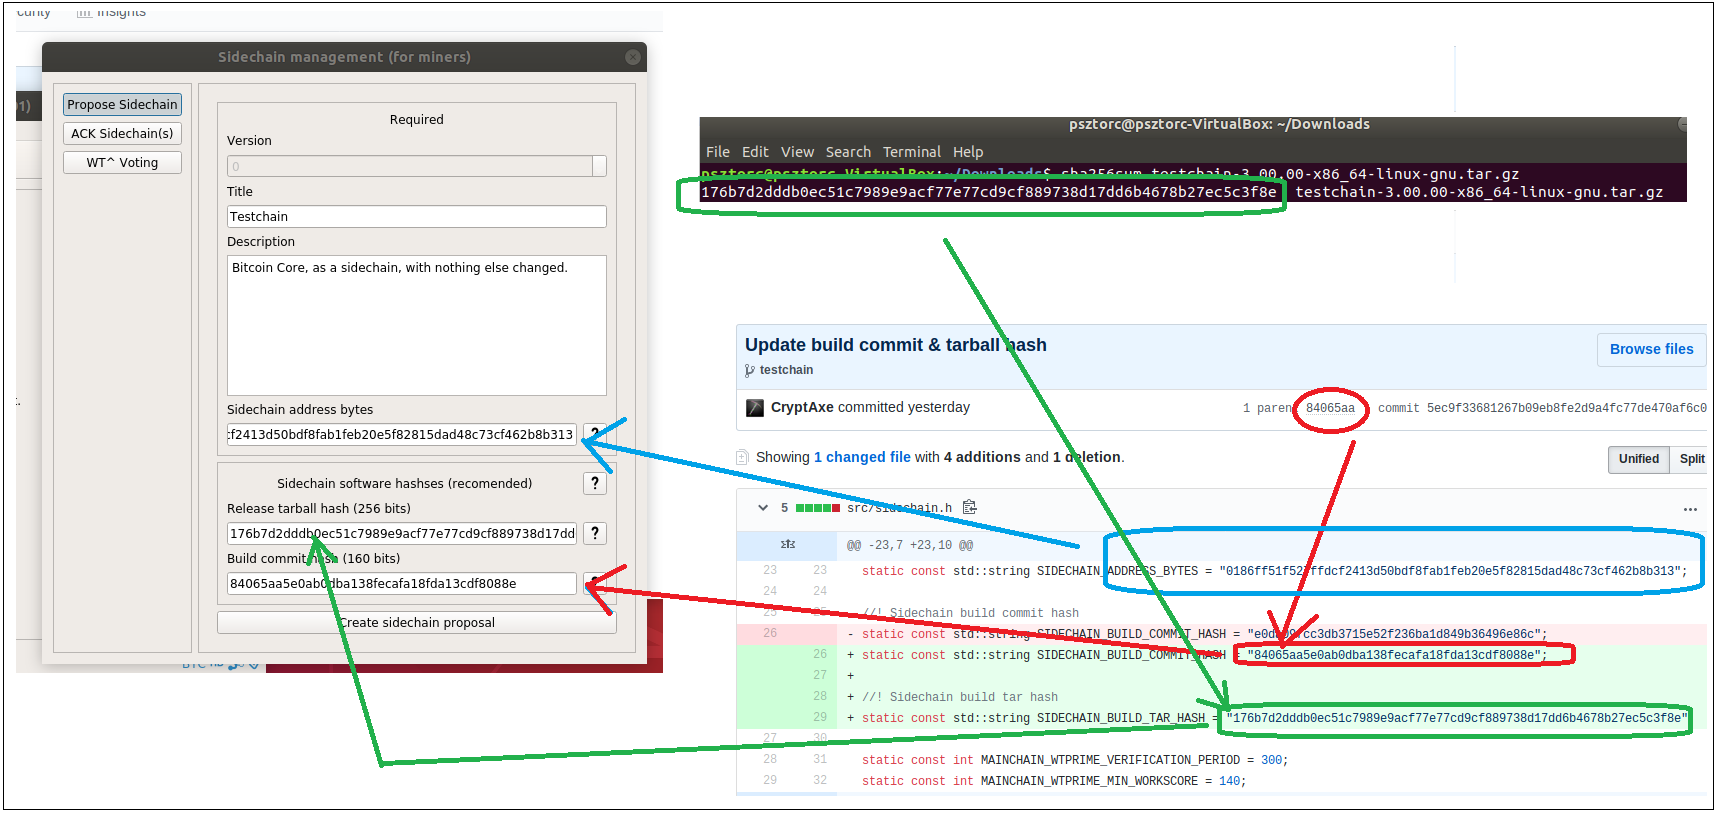 curity Insights
Sidechain management (for miners)
Propose Sidechain
ACK Sidechain(s)
WT^ Voting
Required
Version
0
Title
Testchain
Description
Bitcoin Core, as a sidechain, with nothing else changed.
Sidechain address bytes
cf2413d50bdf8fab1feb20e5f82815dad48c73cf462b8b313 ?
Sidechain software hashses (recomended) ?
Release tarball hash (256 bits)
176b7d2dddb0ec51c7989e9acf77e77cd9cf889738d17dd ?
Build commit hash (160 bits)
84065aa5e0ab0dba138fecafa18fda13cdf8088e ?
Create sidechain proposal
psztorc@psztorc-VirtualBox: ~/Downloads
File Edit View Search Terminal Help
psztorc@psztorc-VirtualBox:~/Downloads$ sha256sum testchain-3.00.00-x86_64-linux-gnu.tar.gz
176b7d2dddb0ec51c7989e9acf77e77cd9cf889738d17dd6b4678b27ec5c3f8e testchain-3.00.00-x86_64-linux-gnu.tar.gz
Update build commit & tarball hash
Browse files
testchain
CryptAxe committed yesterday
1 parent 84065aa commit 5ec9f33681267b09eb8fe2d9a4fc77de470af6c0
Showing 1 changed file with 4 additions and 1 deletion.
Unified Split
5 src/sidechain.h
@@ -23,7 +23,10 @@
23 23 static const std::string SIDECHAIN_ADDRESS_BYTES = "0186ff51f527ffdcf2413d50bdf8fab1feb20e5f82815dad48c73cf462b8b313";
24 24
25 25 //! Sidechain build commit hash
26 - static const std::string SIDECHAIN_BUILD_COMMIT_HASH =
26 + static const std::string SIDECHAIN_BUILD_COMMIT_HASH = "84065aa5e0ab0dba138fecafa18fda13cdf8088e";
27 +
28 + //! Sidechain build tar hash
29 + static const std::string SIDECHAIN_BUILD_TAR_HASH = "176b7d2dddb0ec51c7989e9acf77e77cd9cf889738d17dd6b4678b27ec5c3f8e"
27 30
28 31 static const int MAINCHAIN_WTPRIME_VERIFICATION_PERIOD = 300;
29 32 static const int MAINCHAIN_WTPRIME_MIN_WORKSCORE = 140;